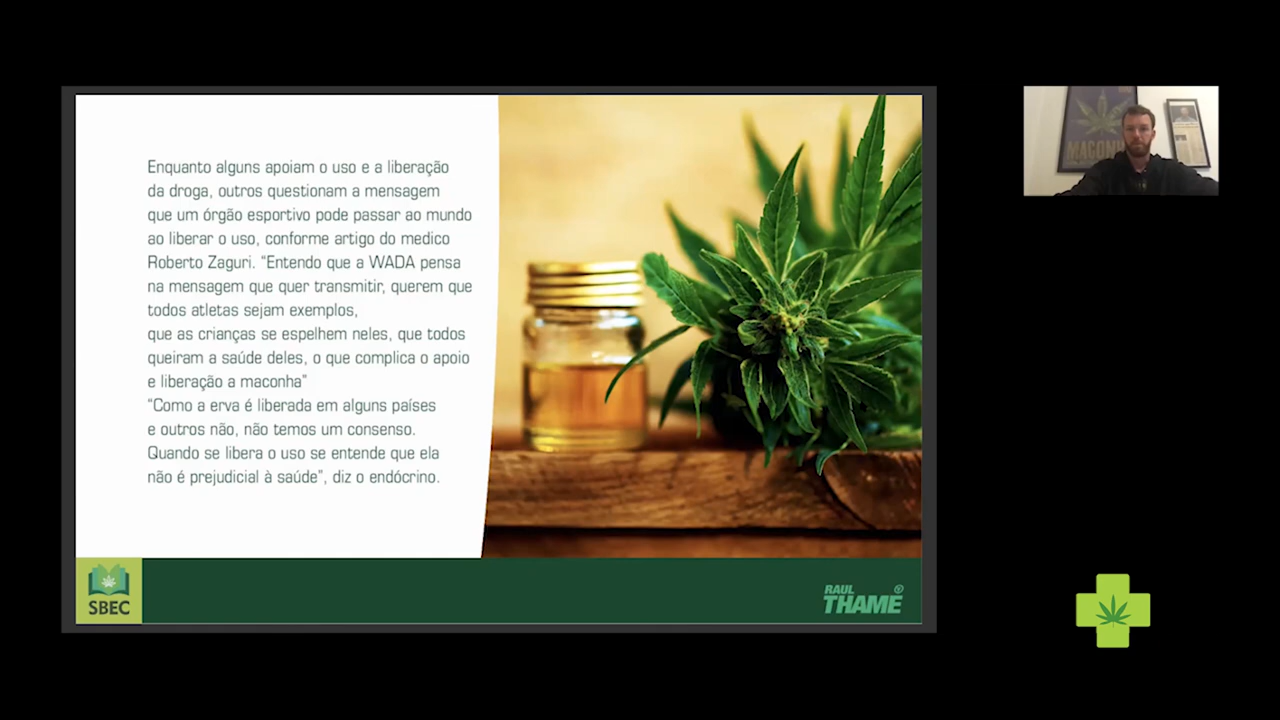 Enquanto alguns apoiam o uso e a liberação
da droga, outros questionam a mensagem
que um órgão esportivo pode passar ao mundo
ao liberar o uso, conforme artigo do medico
Roberto Zaguri. “Entendo que a WADA pensa
na mensagem que quer transmitir, querem que
todos atletas sejam exemplos,
que as crianças se espelhem neles, que todos
queiram a saúde deles, o que complica o apoio
e liberação a maconha”
“Como a erva é liberada em alguns países
e outros não, não temos um consenso.
Quando se libera o uso se entende que ela
não é prejudicial à saúde”, diz o endócrino.
SBEC
RAUL
THAME
MACONHA